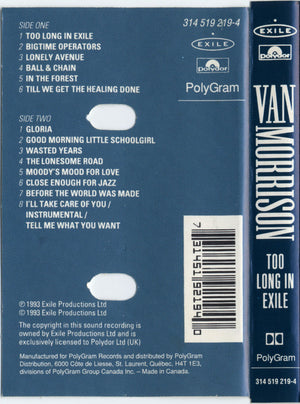 SIDE ONE
1 TOO LONG IN EXILE
2 BIGTIME OPERATORS
3 LONELY AVENUE
4 BALL & CHAIN
5 IN THE FOREST
6 TILL WE GET THE HEALING DONE
314 519 219-4
EXILE
polydor
PolyGram
SIDE TWO
1 GLORIA
2 GOOD MORNING LITTLE SCHOOLGIRL
3 WASTED YEARS
4 THE LONESOME ROAD
5 MOODY'S MOOD FOR LOVE
6 CLOSE ENOUGH FOR JAZZ
7 BEFORE THE WORLD WAS MADE
8 I'LL TAKE CARE OF YOU /
INSTRUMENTAL /
TELL ME WHAT YOU WANT
7 31451 92194 0
℗ 1993 Exile Productions Ltd
© 1993 Exile Productions Ltd
The copyright in this sound recording is
owned by Exile Productions Ltd and is
exclusively licensed to Polydor Ltd (UK)
Manufactured for PolyGram Records and distributed by PolyGram
Distribution, 6000 Côte de Liesse, St. Laurent, Québec, H4T 1E3,
divisions of PolyGram Group Canada Inc. – Made in Canada.
EXILE
polydor
VAN MORRISON
TOO
LONG IN
EXILE
PolyGram
314 519 219-4